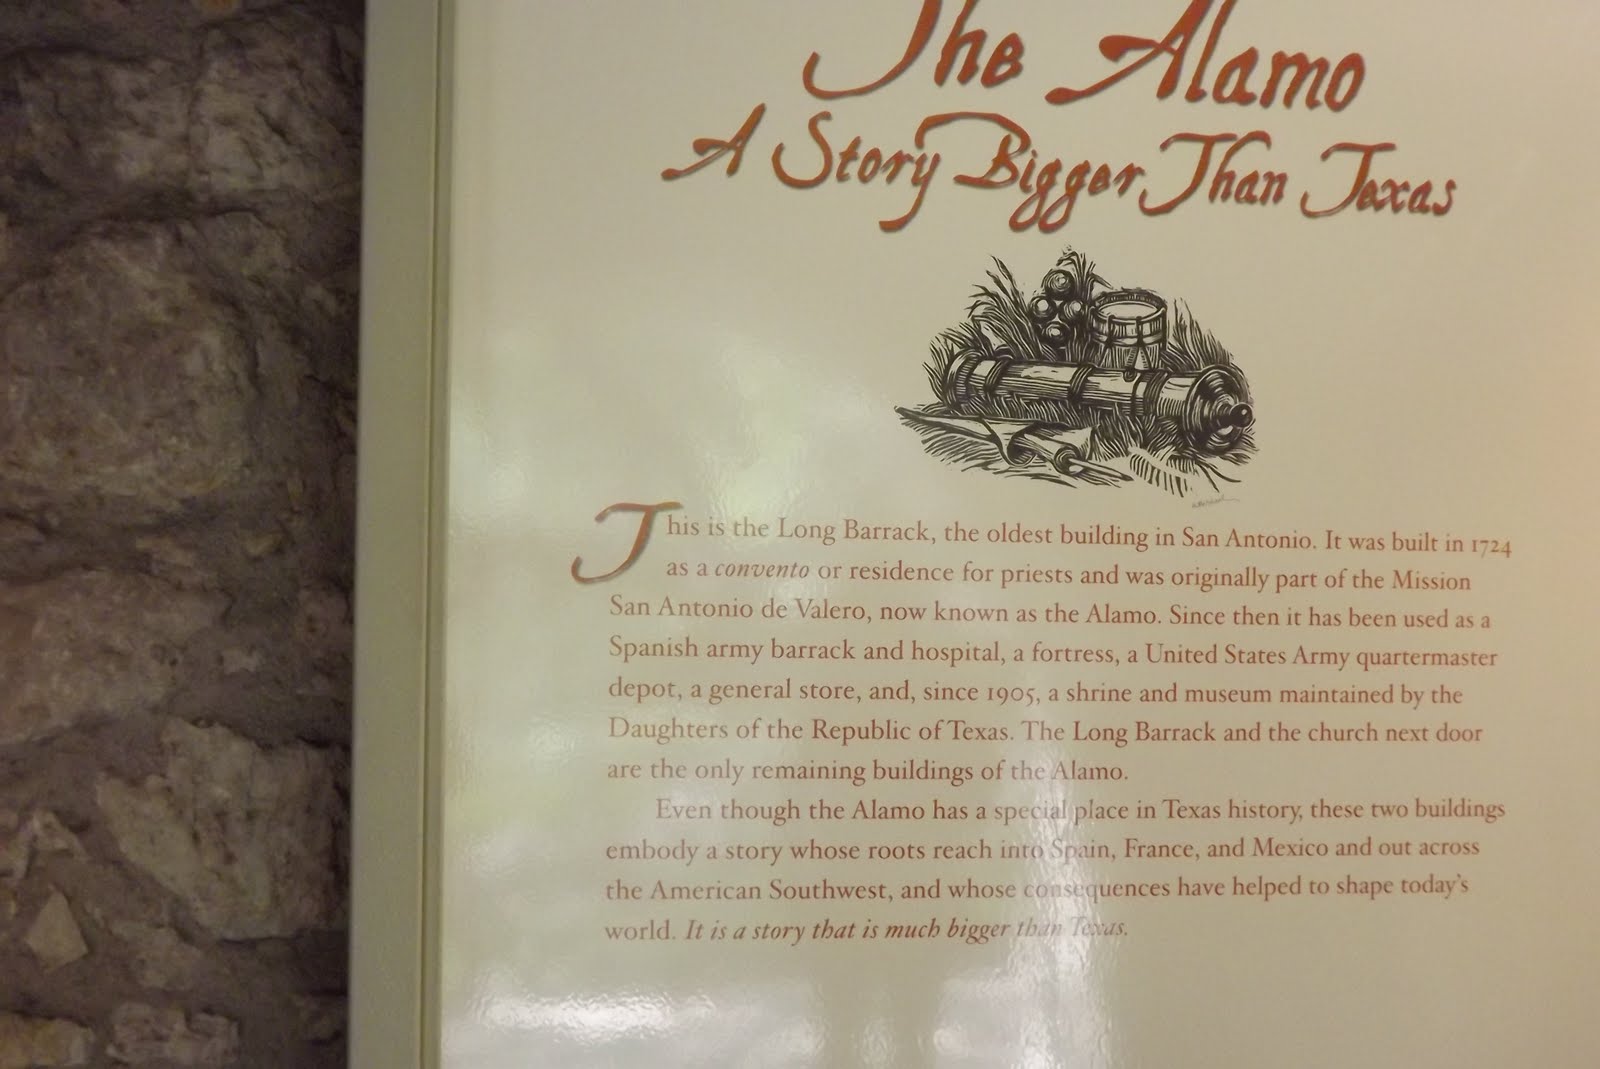 The Alamo
A Story Bigger Than Texas
This is the Long Barrack, the oldest building in San Antonio. It was built in 1724
as a convento or residence for priests and was originally part of the Mission
San Antonio de Valero, now known as the Alamo. Since then it has been used as a
Spanish army barrack and hospital, a fortress, a United States Army quartermaster
depot, a general store, and, since 1905, a shrine and museum maintained by the
Daughters of the Republic of Texas. The Long Barrack and the church next door
are the only remaining buildings of the Alamo.
Even though the Alamo has a special place in Texas history, these two buildings
embody a story whose roots reach into Spain, France, and Mexico and out across
the American Southwest, and whose consequences have helped to shape today's
world. It is a story that is much bigger than Texas.